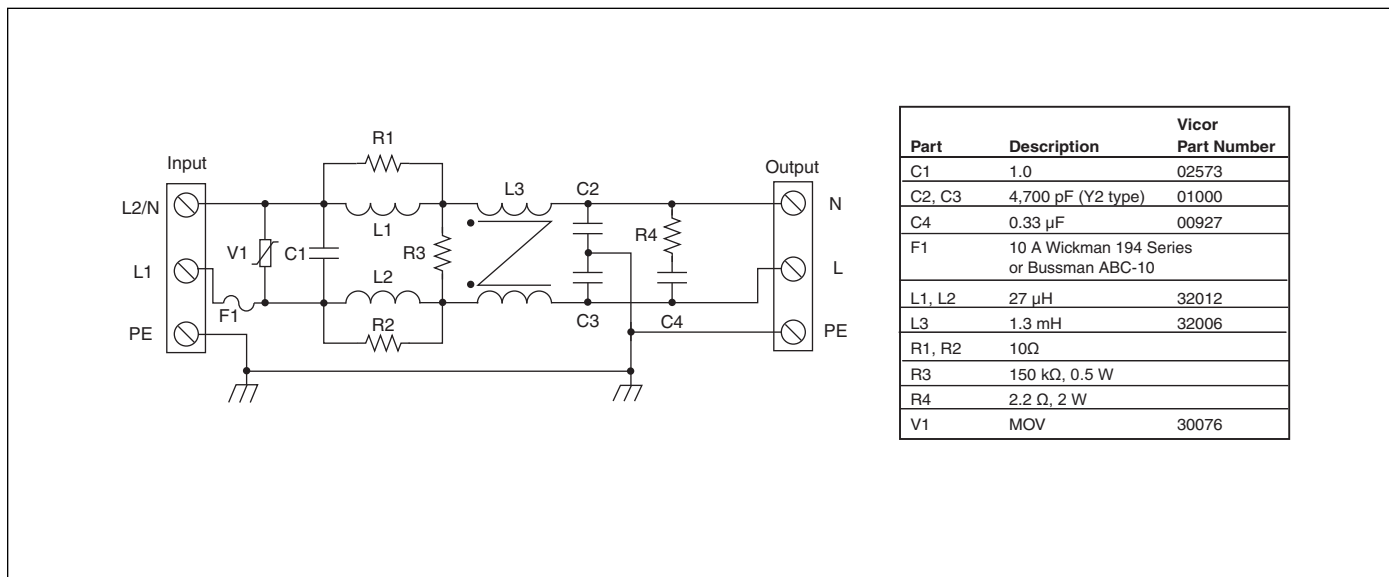 Input
L2/N
L1
PE
F1
V1
C1
R1
L1
L2
R2
R3
L3
C2
C3
R4
C4
Output
N
L
PE
Part Description Vicor Part Number
C1 1.0 02573
C2, C3 4,700 pF (Y2 type) 01000
C4 0.33 µF 00927
F1 10 A Wickman 194 Series
or Bussman ABC-10
L1, L2 27 µH 32012
L3 1.3 mH 32006
R1, R2 10Ω
R3 150 kΩ, 0.5 W
R4 2.2 Ω, 2 W
V1 MOV 30076